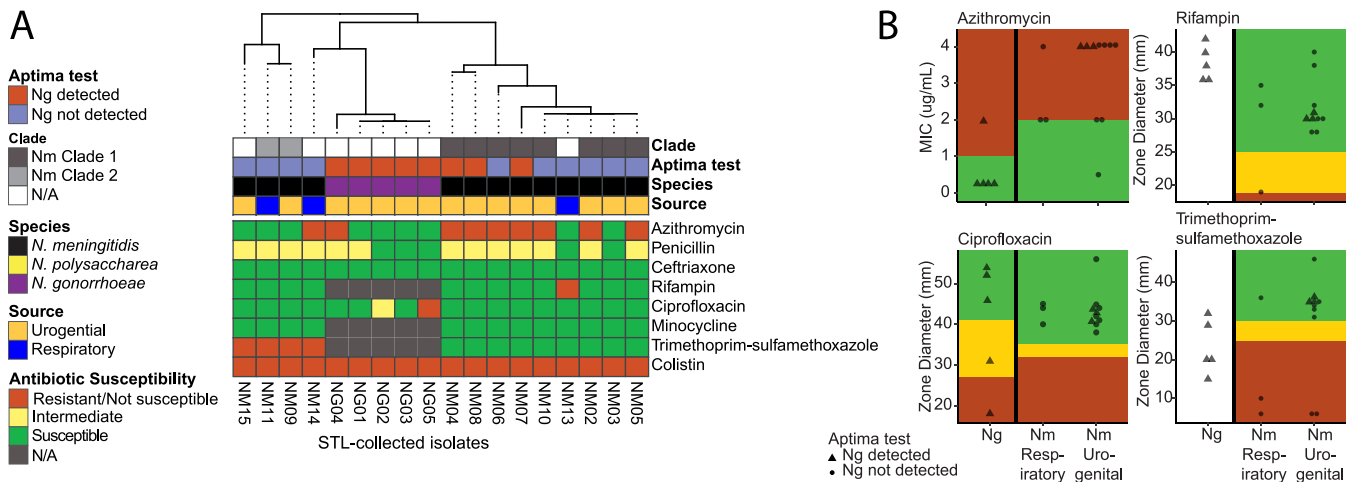 A
Aptima test
Ng detected
Ng not detected
Clade
Nm Clade 1
Nm Clade 2
N/A
Species
N. meningitidis
N. polysaccharea
N. gonorrhoeae
Source
Urogential
Respiratory
Antibiotic Susceptibility
Resistant/Not susceptible
Intermediate
Susceptible
N/A
Clade
Aptima test
Species
Source
Azithromycin
Penicillin
Ceftriaxone
Rifampin
Ciprofloxacin
Minocycline
Trimethoprim-sulfamethoxazole
Colistin
NM15 NM11 NM09 NM14 NG04 NG01 NG02 NG03 NG05 NM04 NM08 NM06 NM07 NM10 NM13 NM02 NM03 NM05
STL-collected isolates
B
Azithromycin
MIC (ug/mL)
4
3
2
1
0
Rifampin
Zone Diameter (mm)
40
35
30
25
20
Ciprofloxacin
Zone Diameter (mm)
50
40
30
20
Ng
Nm Respiratory
Nm Urogenital
Trimethoprim-
sulfamethoxazole
Zone Diameter (mm)
40
30
20
10
Ng
Nm
Resp-
iratory
Nm
Uro-
genital
Aptima test
Ng detected
Ng not detected